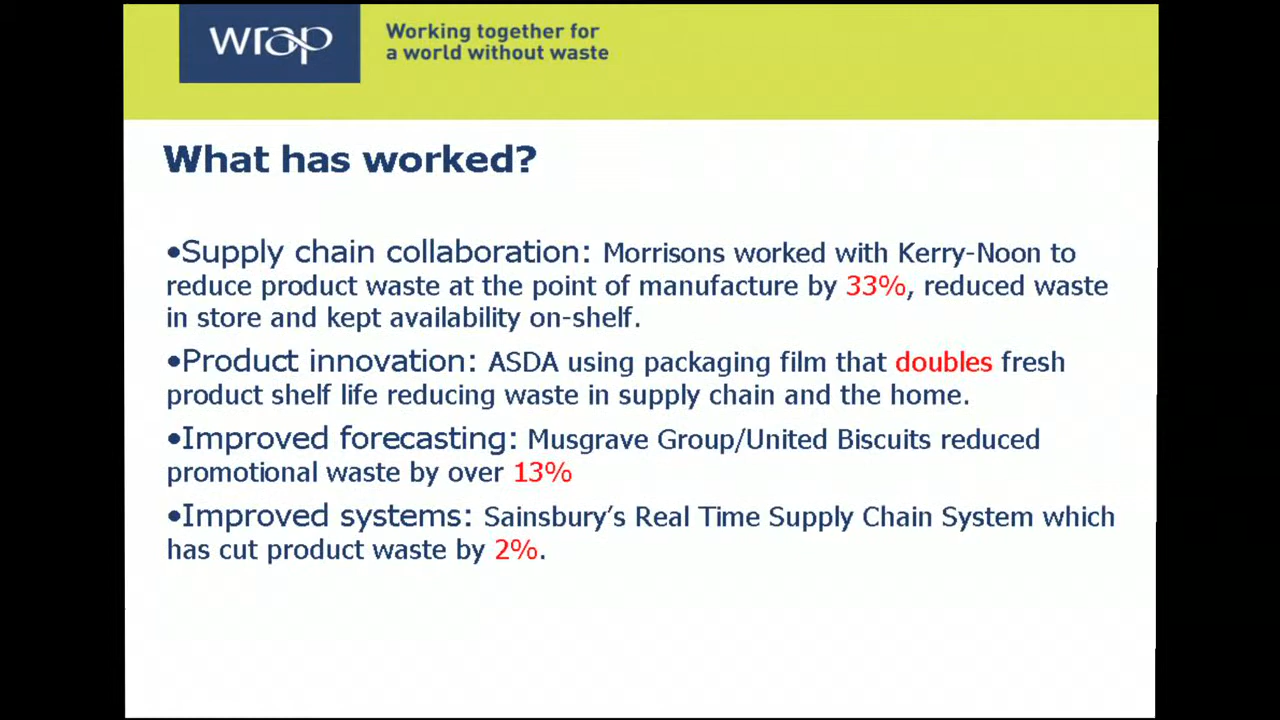 wrap
Working together for
a world without waste
What has worked?
•Supply chain collaboration: Morrisons worked with Kerry-Noon to
reduce product waste at the point of manufacture by 33%, reduced waste
in store and kept availability on-shelf.
•Product innovation: ASDA using packaging film that doubles fresh
product shelf life reducing waste in supply chain and the home.
•Improved forecasting: Musgrave Group/United Biscuits reduced
promotional waste by over 13%
•Improved systems: Sainsbury’s Real Time Supply Chain System which
has cut product waste by 2%.